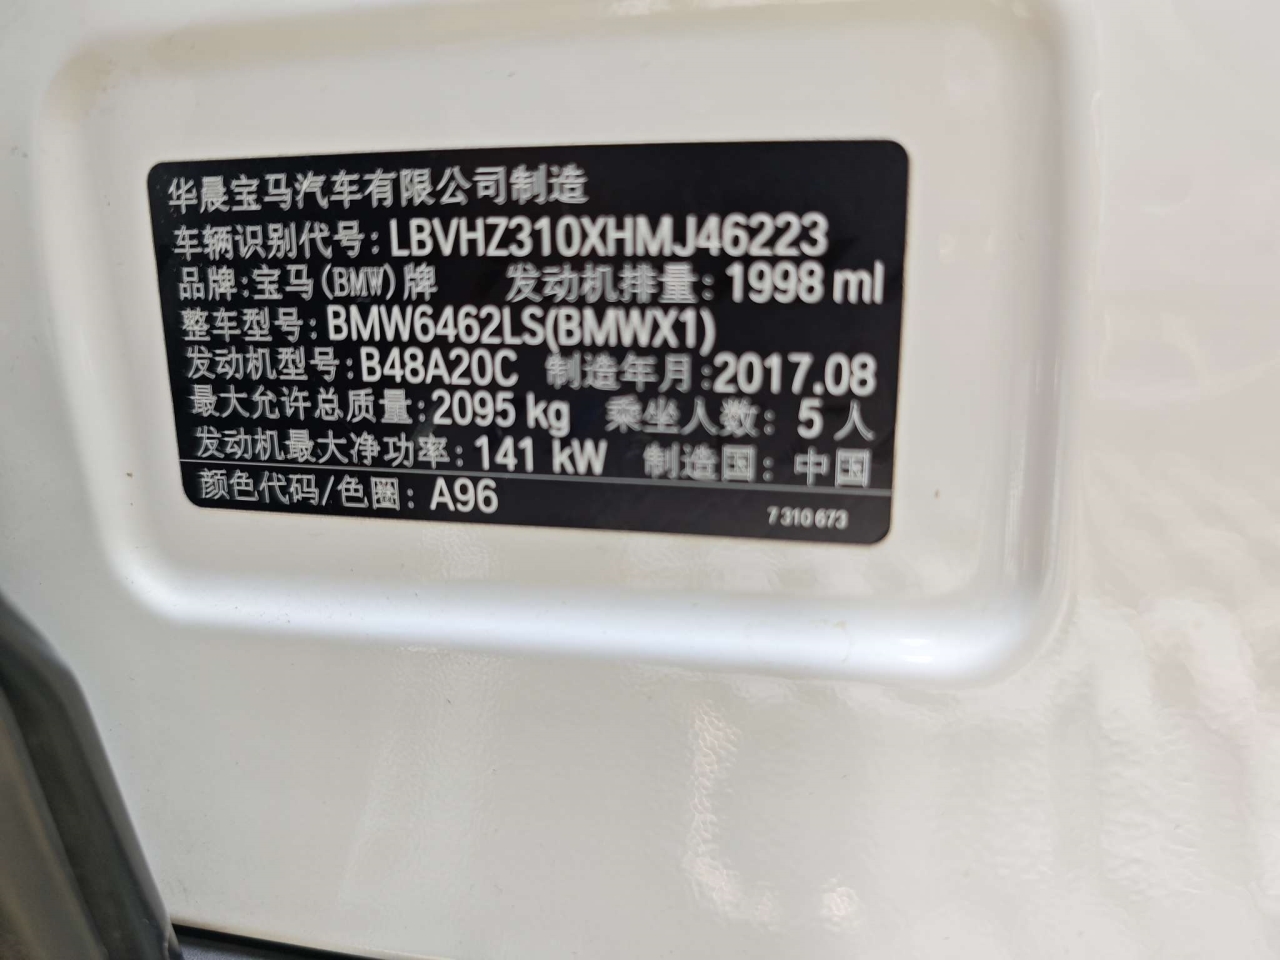 华晨宝马汽车有限公司制造
车辆识别代号: LBVHZ310XHMJ46223
品牌:宝马(BMW)牌 发动机排量: 1998 ml
整车型号: BMW6462LS(BMWX1)
发动机型号: B48A20C 制造年月:2017.08
最大允许总质量: 2095 kg 乘坐人数: 5 人
发动机最大净功率: 141 kW 制造国: 中国
颜色代码/色圈: A96
7 310 673